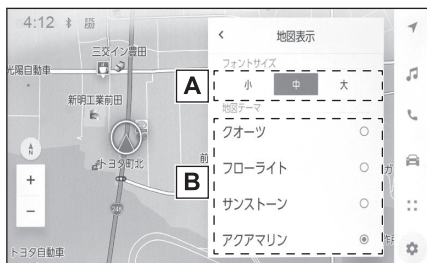 4:12
三交イン豊田
光陽自動車
新明工業前田
トヨタ町北
トヨタ自動車
N
+
−
248
前
地図表示
フォントサイズ
A
小 中 大
地図テーマ
B
クオーツ
フローライト
サンストーン
アクアマリン